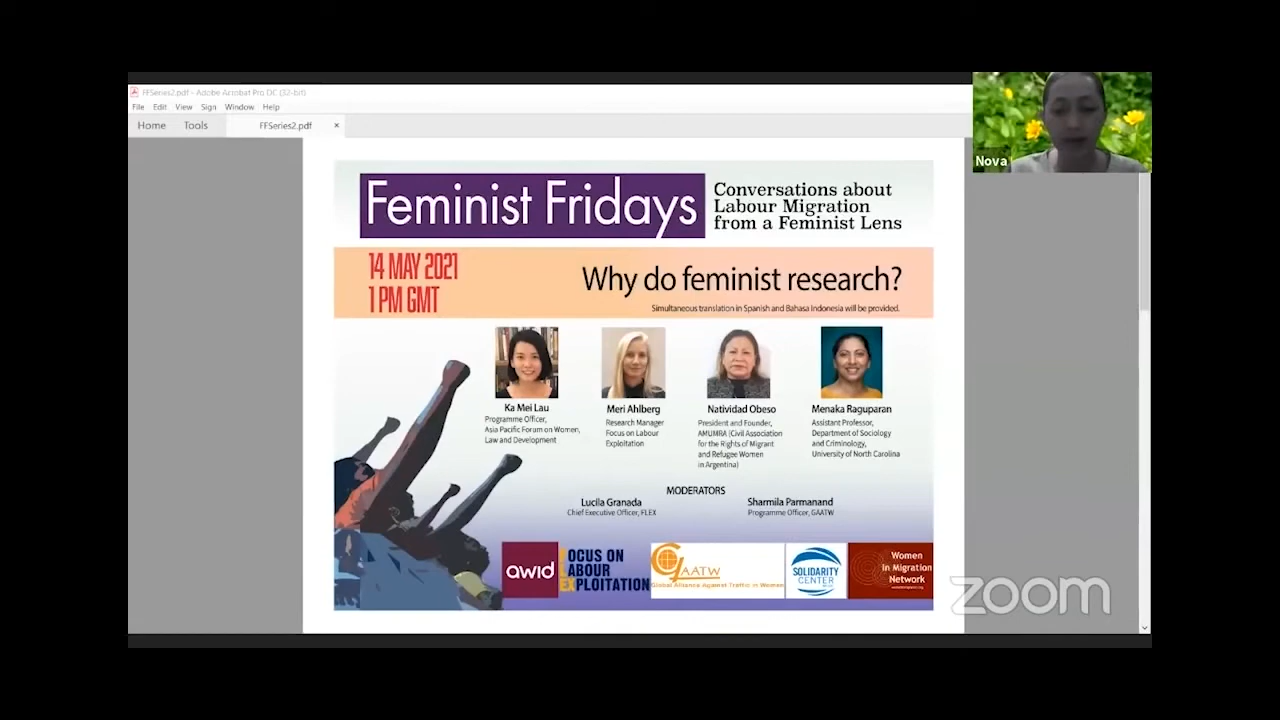 FFSeries2.pdf - Adobe Acrobat Pro DC (32-bit)
File Edit View Sign Window Help
Home Tools FFSeries2.pdf ×
Nova
Feminist Fridays
Conversations about
Labour Migration
from a Feminist Lens
14 MAY 2021
1 PM GMT
Why do feminist research?
Simultaneous translation in Spanish and Bahasa Indonesia will be provided.
Ka Mei Lau
Programme Officer,
Asia Pacific Forum on Women,
Law and Development
Meri Ahlberg
Research Manager
Focus on Labour
Exploitation
Natividad Obeso
President and Founder,
AMUMRA (Civil Association
for the Rights of Migrant
and Refugee Women
in Argentina)
Menaka Raguparan
Assistant Professor,
Department of Sociology
and Criminology,
University of North Carolina
MODERATORS
Lucila Granada
Chief Executive Officer, FLEX
Sharmila Parmanand
Programme Officer, GAATW
awid
FOCUS ON
LABOUR
EXPLOITATION
GAATW
Global Alliance Against Traffic in Women
SOLIDARITY
CENTER
Women
in Migration
Network
zoom